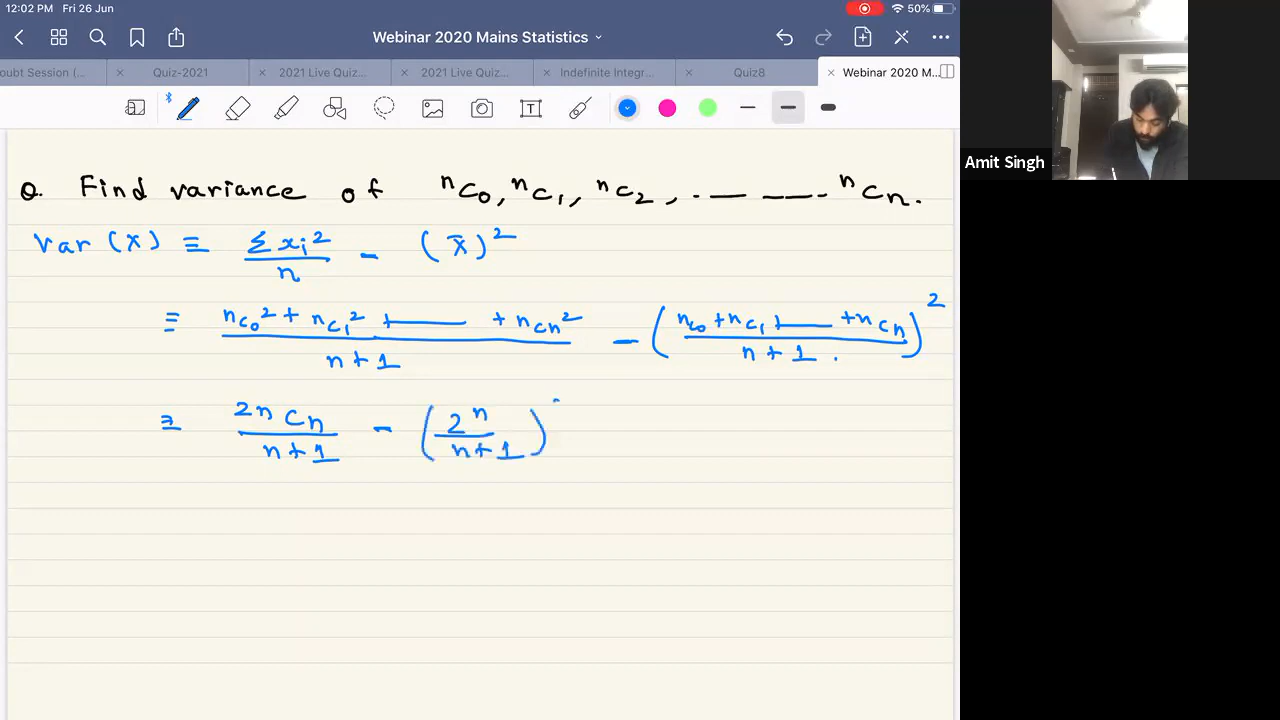 12:02 PM Fri 26 Jun
50%
Webinar 2020 Mains Statistics
oubt Session (... Quiz-2021 2021 Live Quiz... 2021 Live Quiz... Indefinite Integr... Quiz8 Webinar 2020 M...
Amit Singh
Q. Find variance of ⁿC₀, ⁿC₁, ⁿC₂, .— —. ⁿCₙ.
Var (X) ≡ Σxᵢ²/n - (x̄)²
≡ (ⁿC₀² + ⁿC₁² + —— + ⁿCₙ²)/(n+1) - ((ⁿC₀ + ⁿC₁ + —— + ⁿCₙ)/(n+1))²
≡ ²ⁿCₙ/(n+1) - (2ⁿ/(n+1))